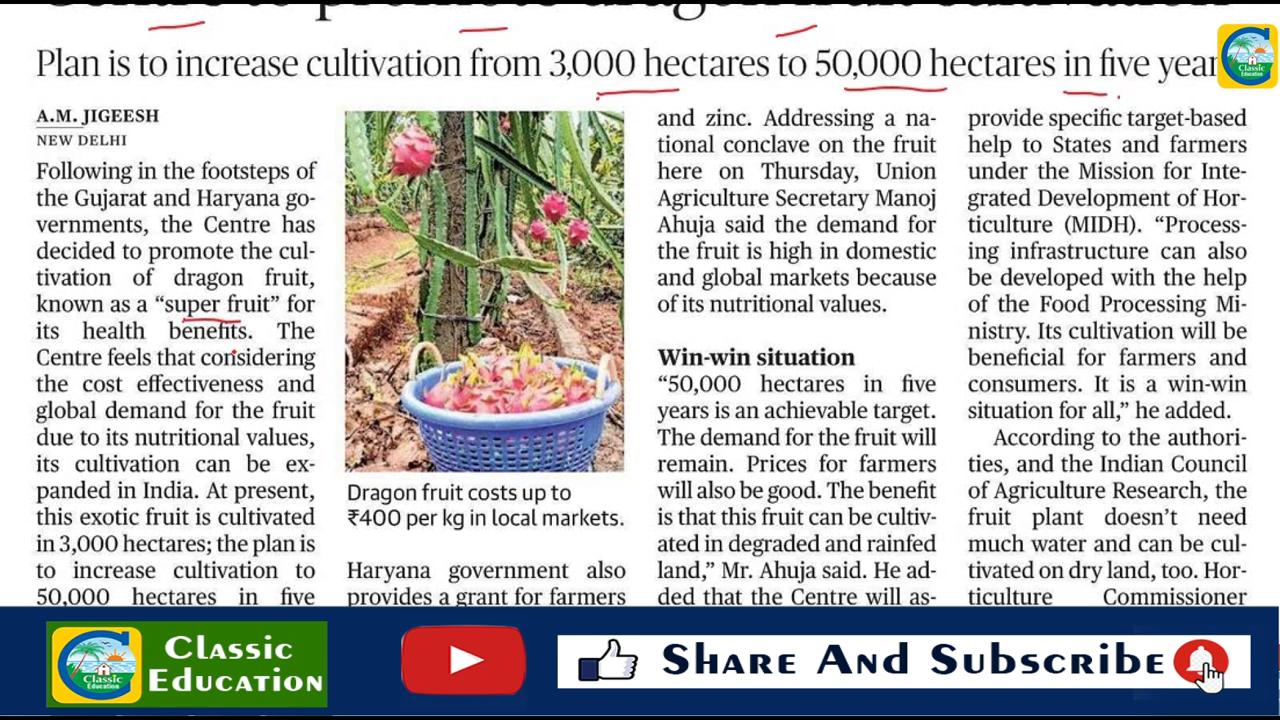 Centre to promote dragon fruit cultivation
Plan is to increase cultivation from 3,000 hectares to 50,000 hectares in five year
A.M. JIGEESH
NEW DELHI
Following in the footsteps of
the Gujarat and Haryana go-
vernments, the Centre has
decided to promote the cul-
tivation of dragon fruit,
known as a “super fruit” for
its health benefits. The
Centre feels that considering
the cost effectiveness and
global demand for the fruit
due to its nutritional values,
its cultivation can be ex-
panded in India. At present,
this exotic fruit is cultivated
in 3,000 hectares; the plan is
to increase cultivation to
50,000 hectares in five
Dragon fruit costs up to
₹400 per kg in local markets.
Haryana government also
provides a grant for farmers
and zinc. Addressing a na-
tional conclave on the fruit
here on Thursday, Union
Agriculture Secretary Manoj
Ahuja said the demand for
the fruit is high in domestic
and global markets because
of its nutritional values.
Win-win situation
“50,000 hectares in five
years is an achievable target.
The demand for the fruit will
remain. Prices for farmers
will also be good. The benefit
is that this fruit can be cultiv-
ated in degraded and rainfed
land,” Mr. Ahuja said. He ad-
ded that the Centre will as-
provide specific target-based
help to States and farmers
under the Mission for Inte-
grated Development of Hor-
ticulture (MIDH). “Process-
ing infrastructure can also
be developed with the help
of the Food Processing Mi-
nistry. Its cultivation will be
beneficial for farmers and
consumers. It is a win-win
situation for all,” he added.
According to the authori-
ties, and the Indian Council
of Agriculture Research, the
fruit plant doesn’t need
much water and can be cul-
tivated on dry land, too. Hor-
ticulture Commissioner
Classic
Education
Classic
Education
Classic
Education
Share And Subscribe